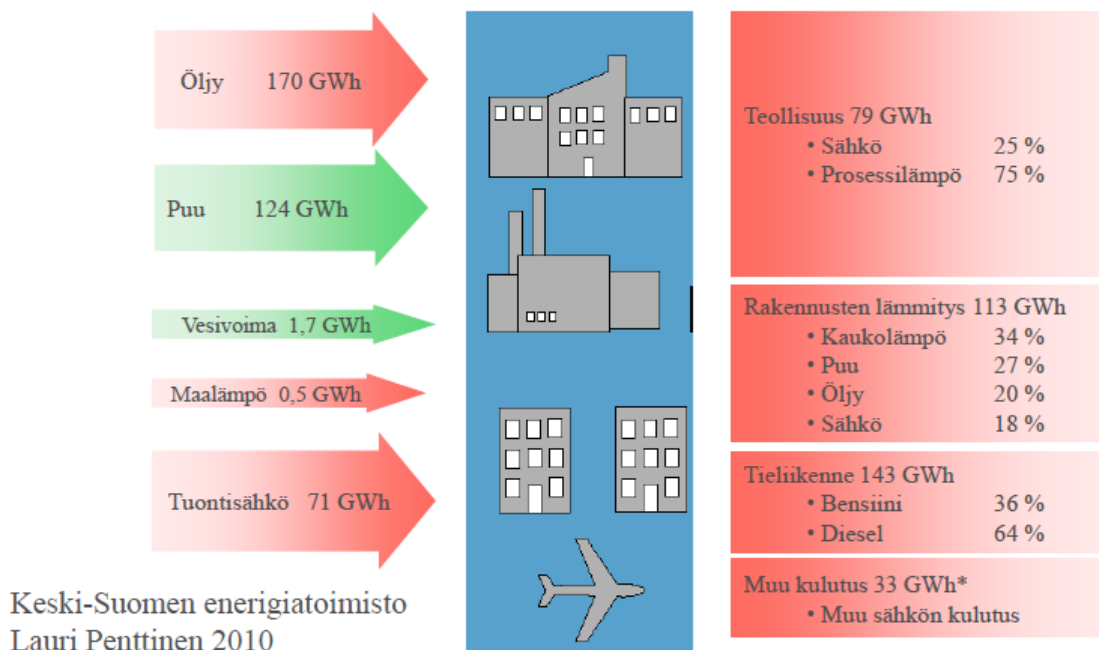 Öljy 170 GWh
Puu 124 GWh
Vesivoima 1,7 GWh
Maalämpö 0,5 GWh
Tuontisähkö 71 GWh
Keski-Suomen enerigiatoimisto
Lauri Penttinen 2010
Teollisuus 79 GWh
• Sähkö 25 %
• Prosessilämpö 75 %
Rakennusten lämmitys 113 GWh
• Kaukolämpö 34 %
• Puu 27 %
• Öljy 20 %
• Sähkö 18 %
Tieliikenne 143 GWh
• Bensiini 36 %
• Diesel 64 %
Muu kulutus 33 GWh*
• Muu sähkön kulutus